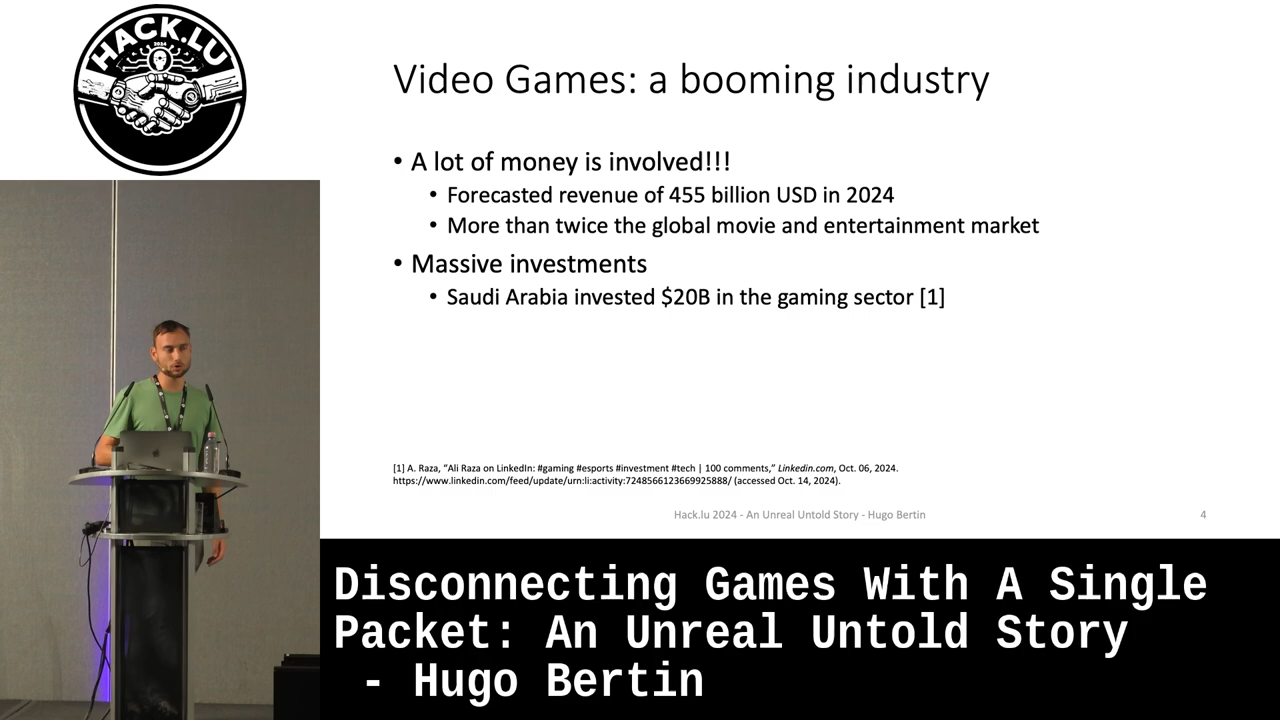 HACK.LU
2024
Video Games: a booming industry
• A lot of money is involved!!!
• Forecasted revenue of 455 billion USD in 2024
• More than twice the global movie and entertainment market
• Massive investments
• Saudi Arabia invested $20B in the gaming sector [1]
[1] A. Raza, “Ali Raza on LinkedIn: #gaming #esports #investment #tech | 100 comments,” Linkedin.com, Oct. 06, 2024.
https://www.linkedin.com/feed/update/urn:li:activity:7248566123669925888/ (accessed Oct. 14, 2024).
Hack.lu 2024 - An Unreal Untold Story - Hugo Bertin
4
Disconnecting Games With A Single
Packet: An Unreal Untold Story
- Hugo Bertin